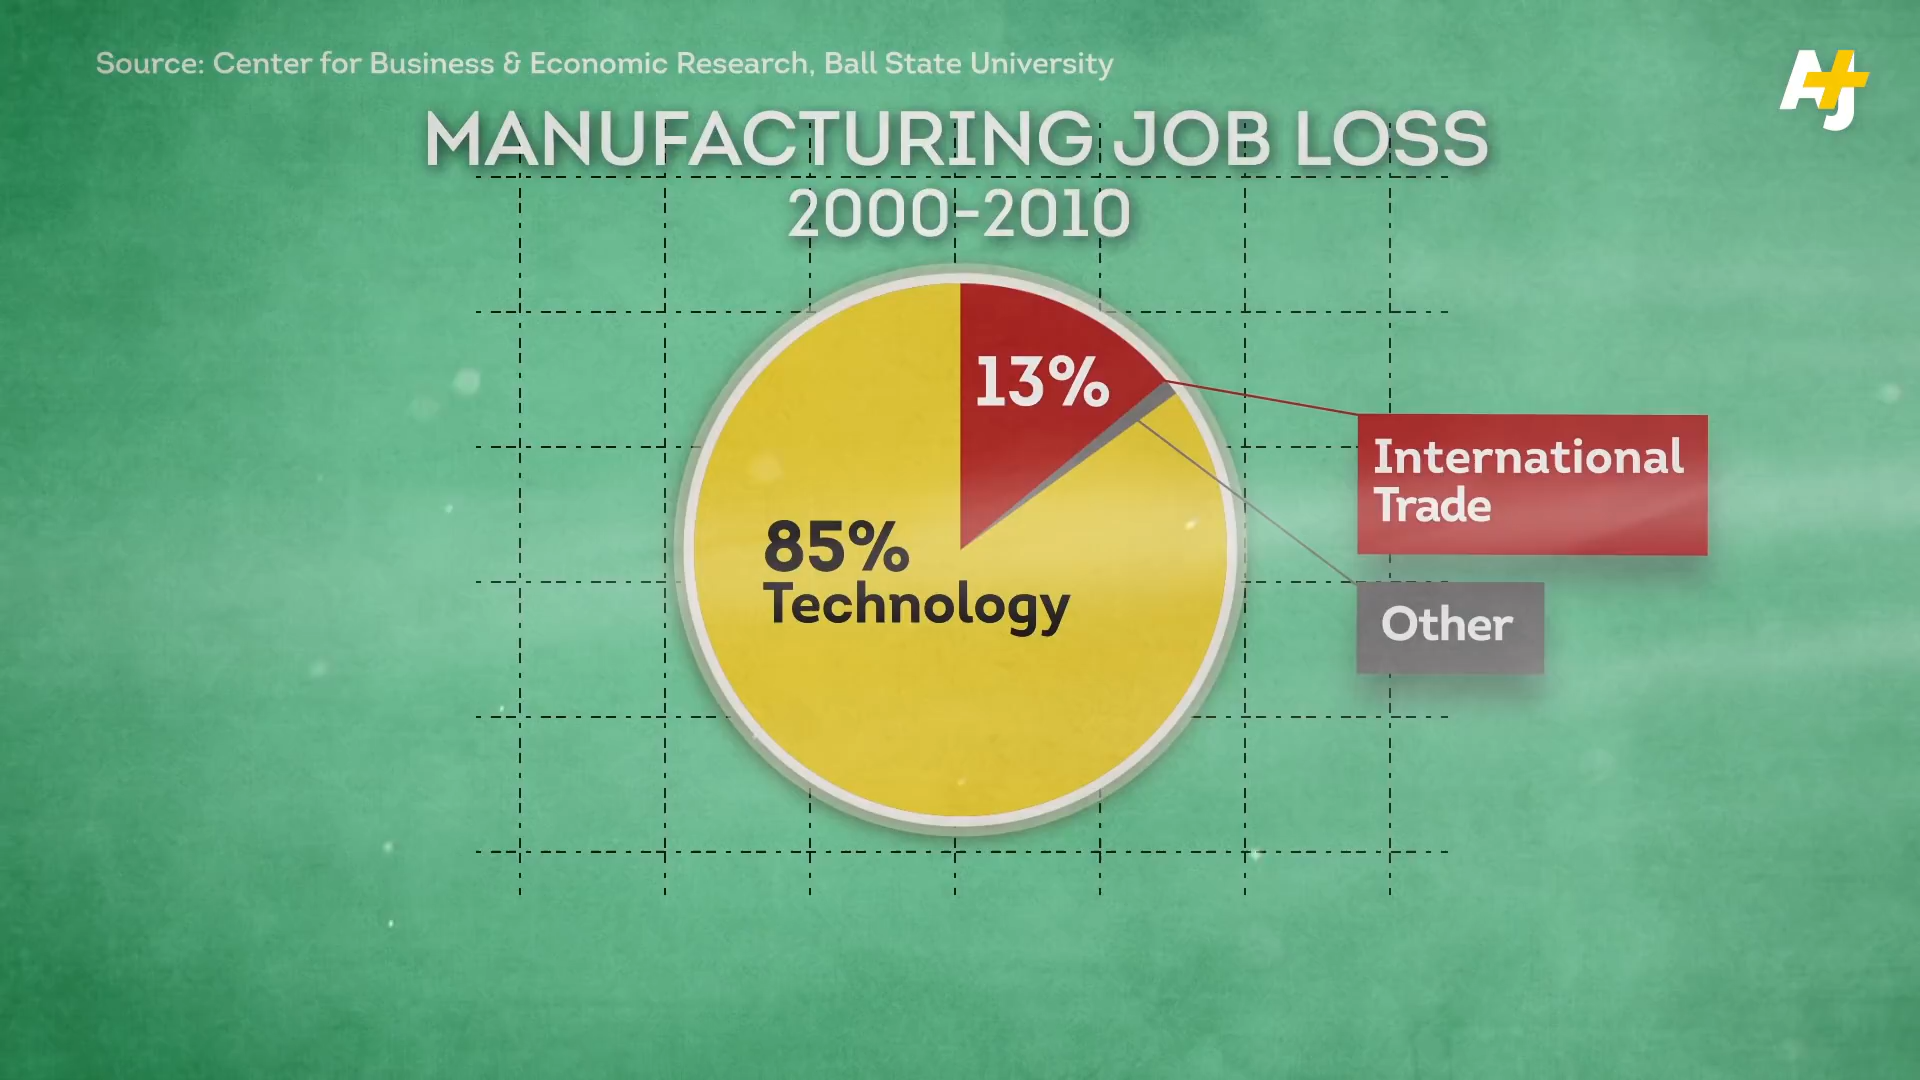 Source: Center for Business & Economic Research, Ball State University
AJ+
MANUFACTURING JOB LOSS
2000-2010
13%
International
Trade
85%
Technology
Other